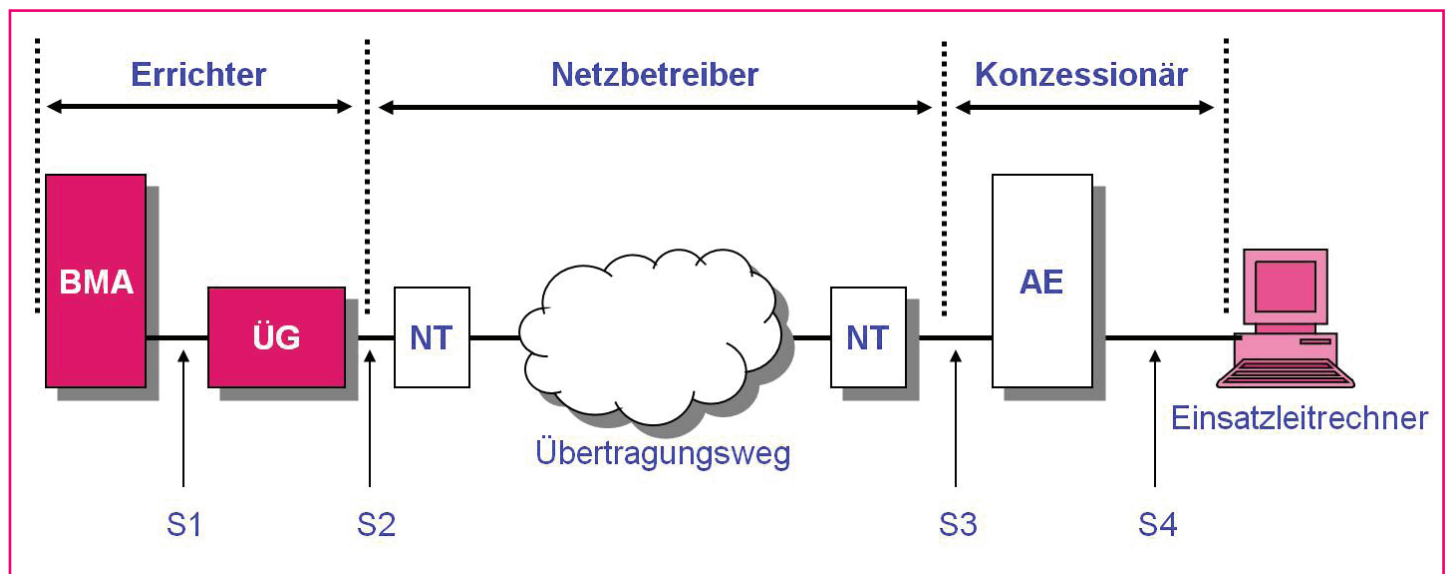 Errichter
Netzbetreiber
Konzessionär
BMA
ÜG
NT
NT
AE
Übertragungsweg
Einsatzleitrechner
S1
S2
S3
S4